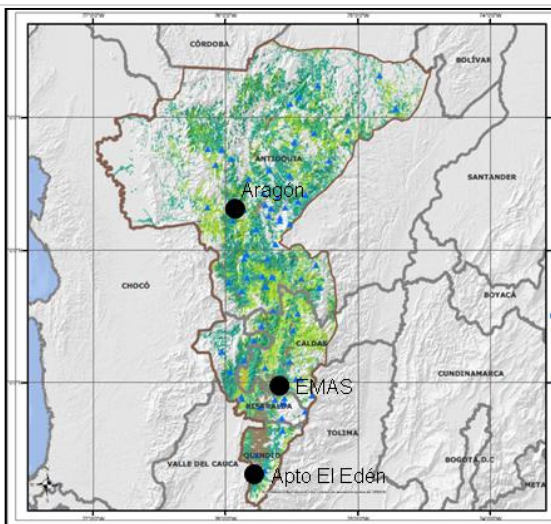 CÓRDOBA
BOLÍVAR
ANTIOQUIA
SANTANDER
Aragón
CHOCÓ
BOYACÁ
CALDAS
CUNDINAMARCA
EMAS
RISARALDA
TOLIMA
QUINDÍO
VALLE DEL CAUCA
BOGOTÁ D.C
Apto El Edén
META